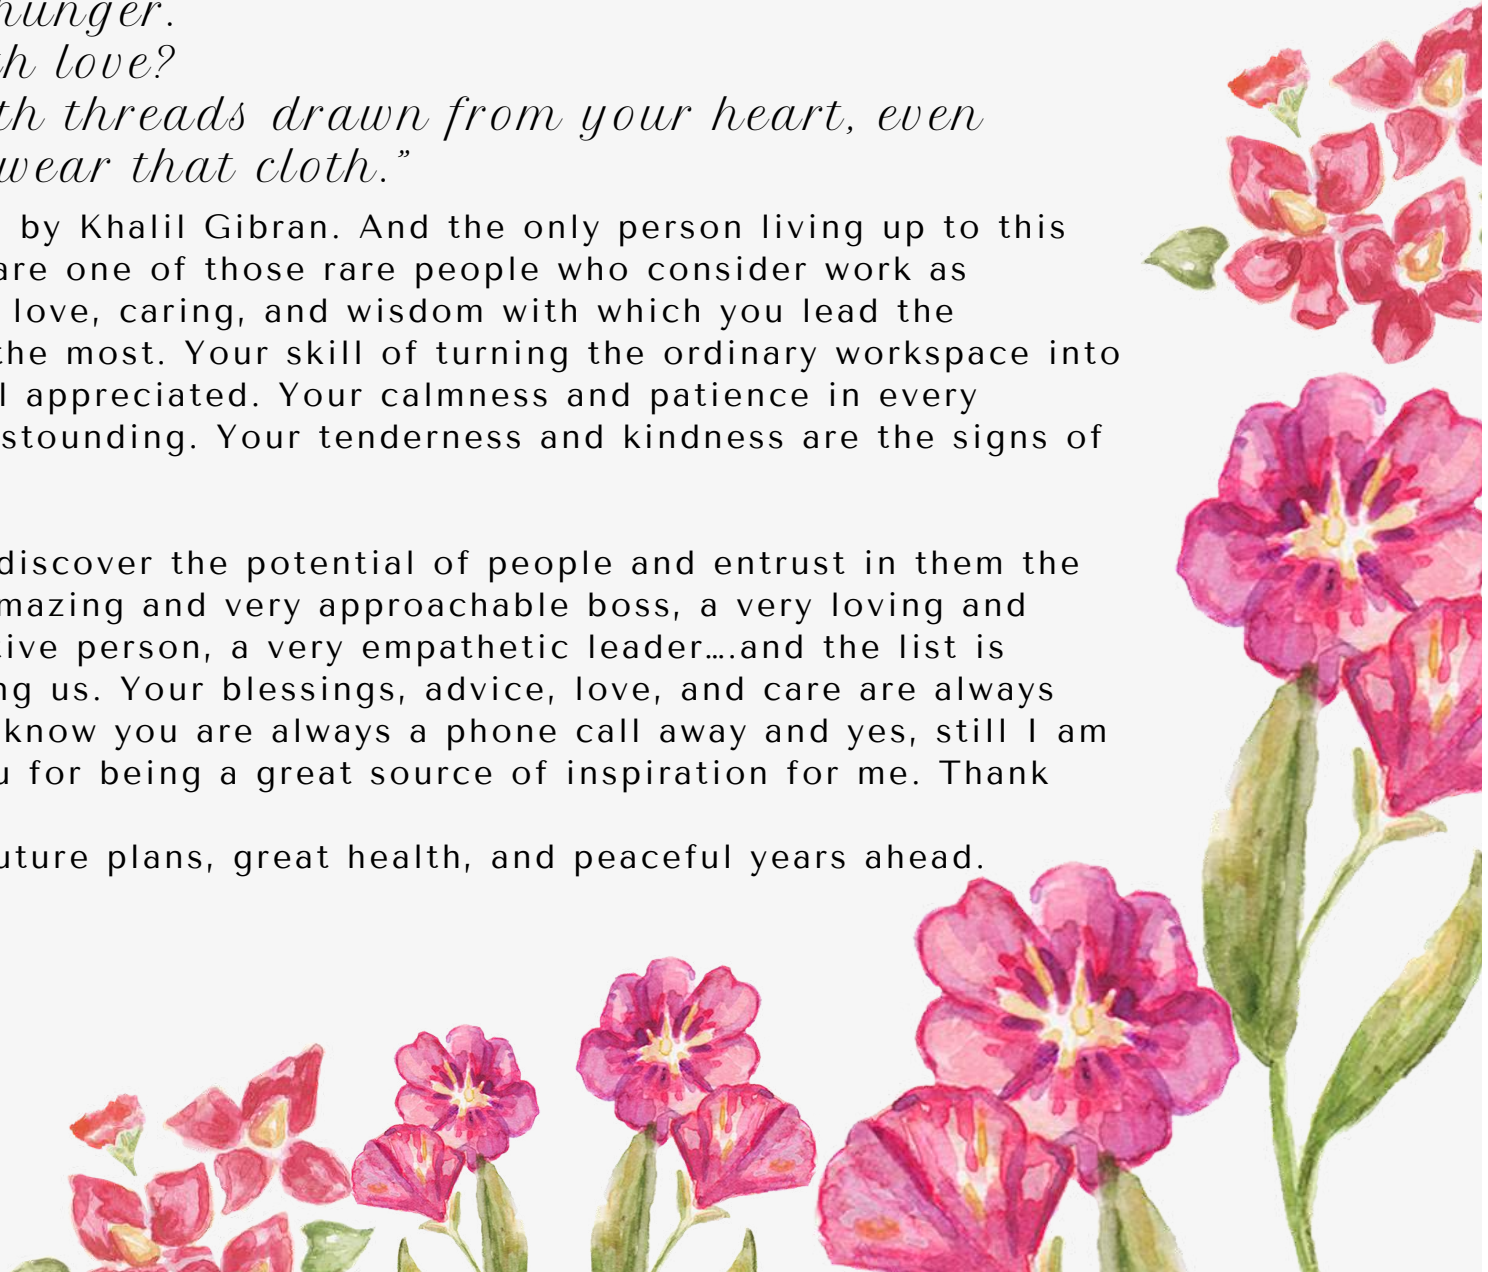 hunger.
th love?
th threads drawn from your heart, even
wear that cloth.”
by Khalil Gibran. And the only person living up to this
are one of those rare people who consider work as
love, caring, and wisdom with which you lead the
the most. Your skill of turning the ordinary workspace into
l appreciated. Your calmness and patience in every
stounding. Your tenderness and kindness are the signs of
discover the potential of people and entrust in them the
mazing and very approachable boss, a very loving and
tive person, a very empathetic leader….and the list is
ng us. Your blessings, advice, love, and care are always
know you are always a phone call away and yes, still I am
u for being a great source of inspiration for me. Thank
uture plans, great health, and peaceful years ahead.